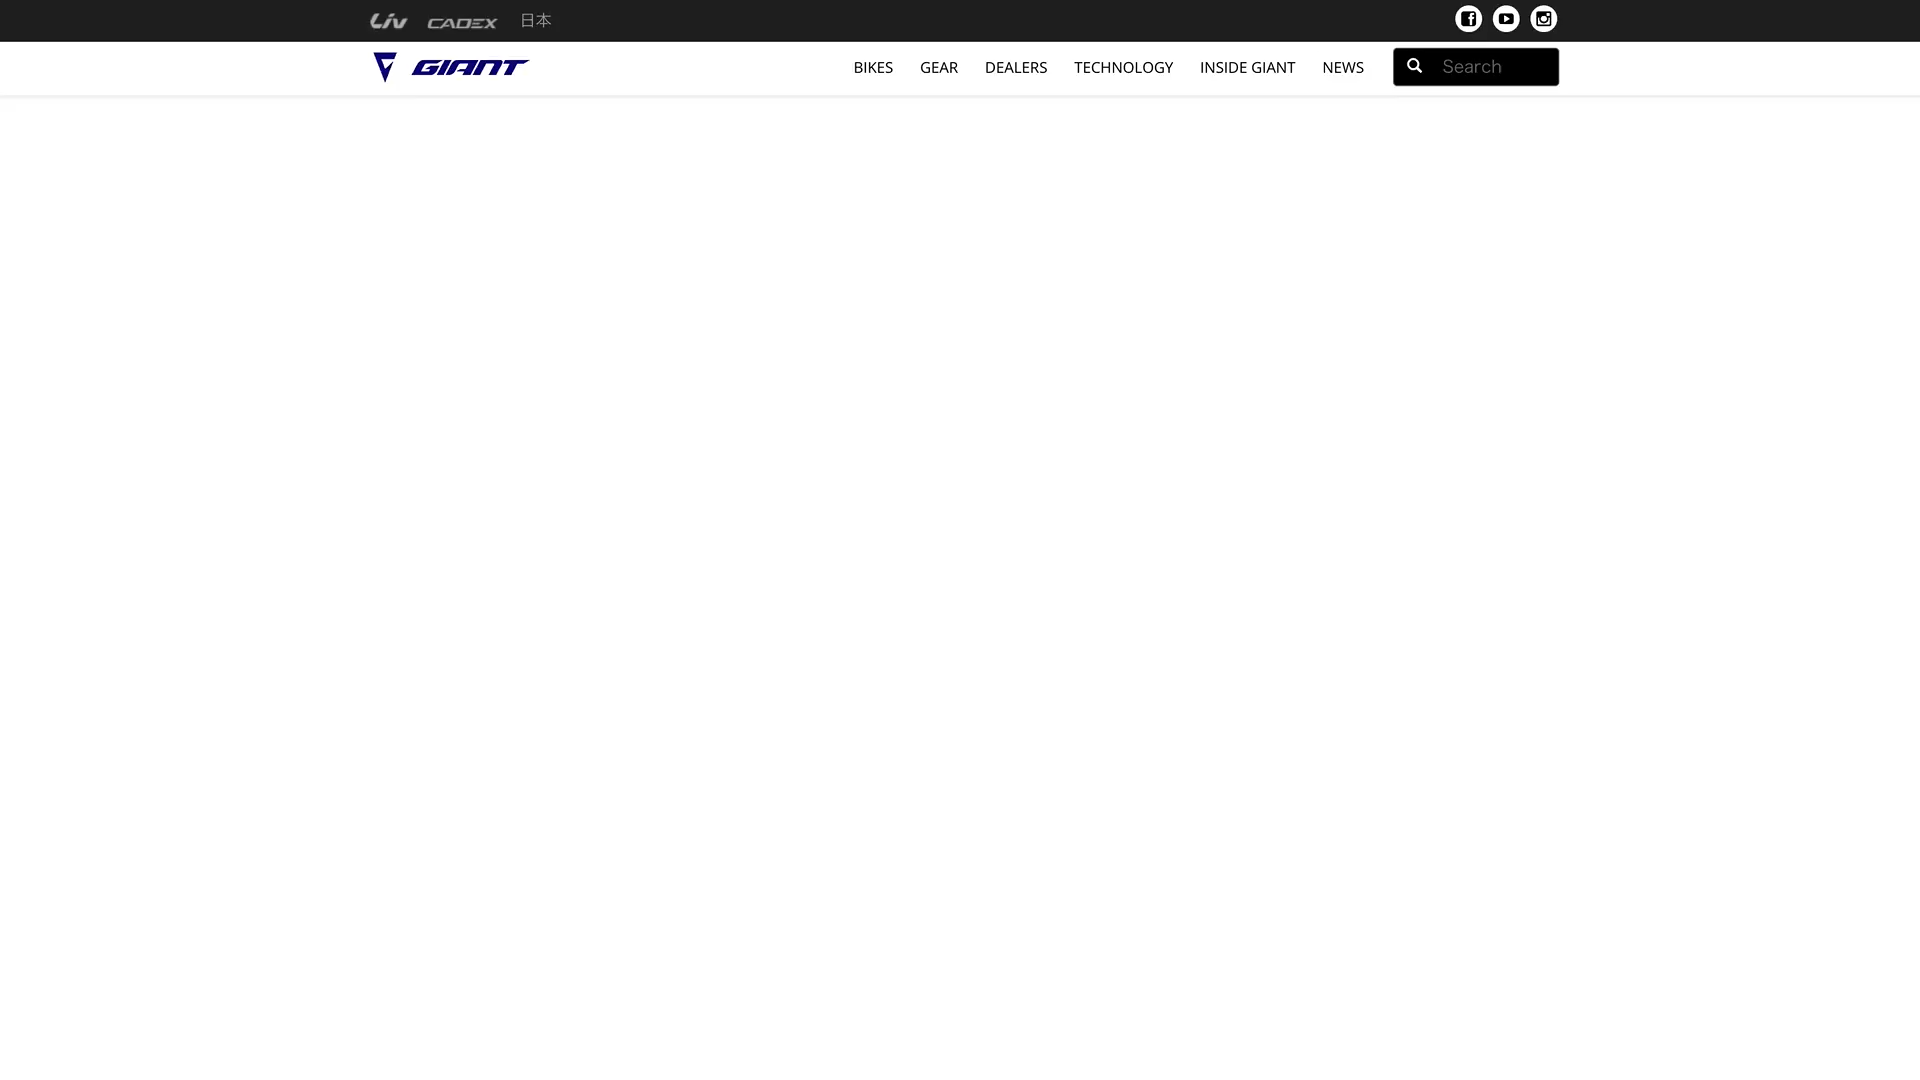 Liv CADEX 日本
GIANT BIKES GEAR DEALERS TECHNOLOGY INSIDE GIANT NEWS Search